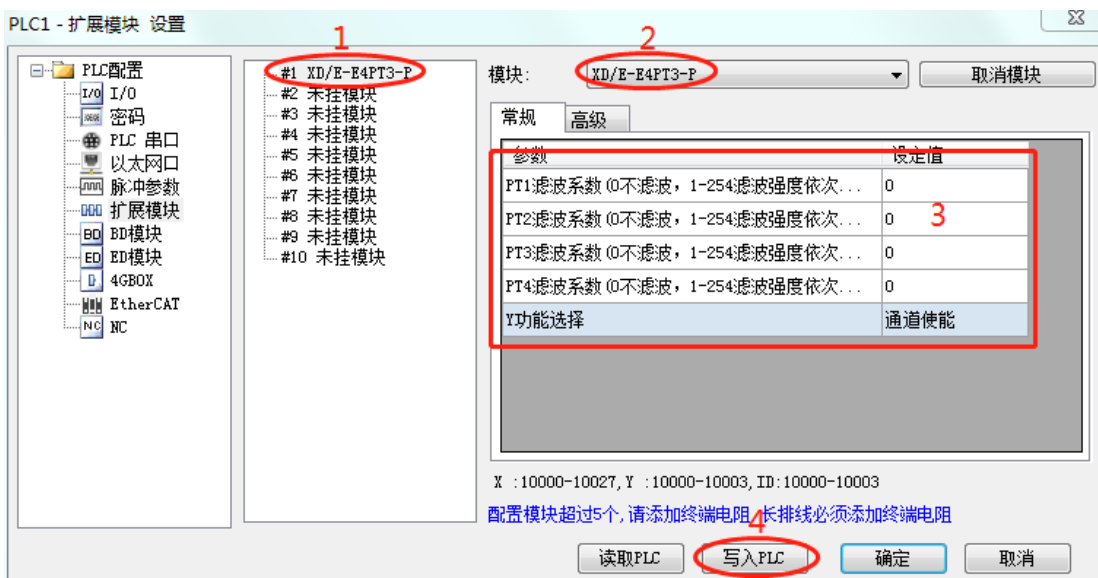 PLC1 - 扩展模块 设置
1
2
3
4
PLC配置
I/O
密码
PLC 串口
以太网口
脉冲参数
扩展模块
BD模块
ED模块
4GBOX
EtherCAT
NC
#1 XD/E-E4PT3-P
#2 未挂模块
#3 未挂模块
#4 未挂模块
#5 未挂模块
#6 未挂模块
#7 未挂模块
#8 未挂模块
#9 未挂模块
#10 未挂模块
模块: XD/E-E4PT3-P 取消模块
常规 高级
参数 设定值
PT1滤波系数(0不滤波，1-254滤波强度依次... 0
PT2滤波系数(0不滤波，1-254滤波强度依次... 0
PT3滤波系数(0不滤波，1-254滤波强度依次... 0
PT4滤波系数(0不滤波，1-254滤波强度依次... 0
Y功能选择 通道使能
X :10000-10027,Y :10000-10003,ID:10000-10003
配置模块超过5个,请添加终端电阻 长排线必须添加终端电阻
读取PLC 写入PLC 确定 取消